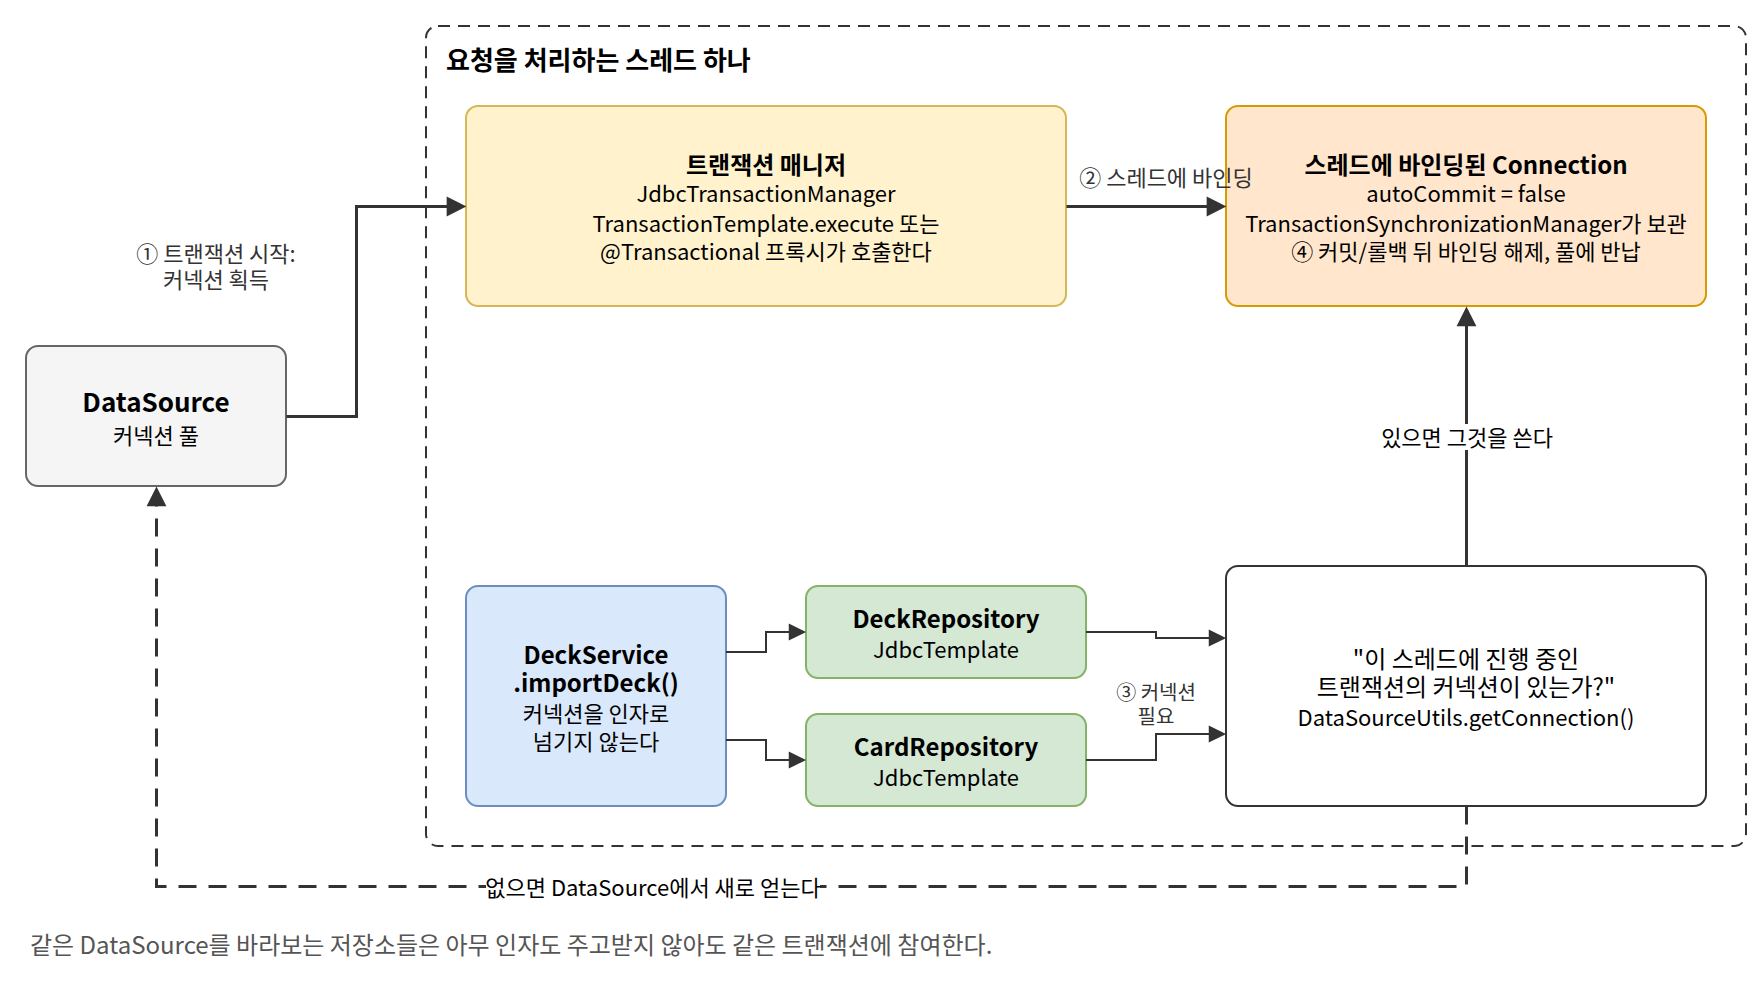 요청을 처리하는 스레드 하나
트랜잭션 매니저
JdbcTransactionManager
TransactionTemplate.execute 또는
@Transactional 프록시가 호출한다
② 스레드에 바인딩
스레드에 바인딩된 Connection
autoCommit = false
TransactionSynchronizationManager가 보관
④ 커밋/롤백 뒤 바인딩 해제, 풀에 반납
① 트랜잭션 시작:
커넥션 획득
DataSource
커넥션 풀
있으면 그것을 쓴다
DeckService
.importDeck()
커넥션을 인자로
넘기지 않는다
DeckRepository
JdbcTemplate
CardRepository
JdbcTemplate
③ 커넥션
필요
"이 스레드에 진행 중인
트랜잭션의 커넥션이 있는가?"
DataSourceUtils.getConnection()
없으면 DataSource에서 새로 얻는다
같은 DataSource를 바라보는 저장소들은 아무 인자도 주고받지 않아도 같은 트랜잭션에 참여한다.